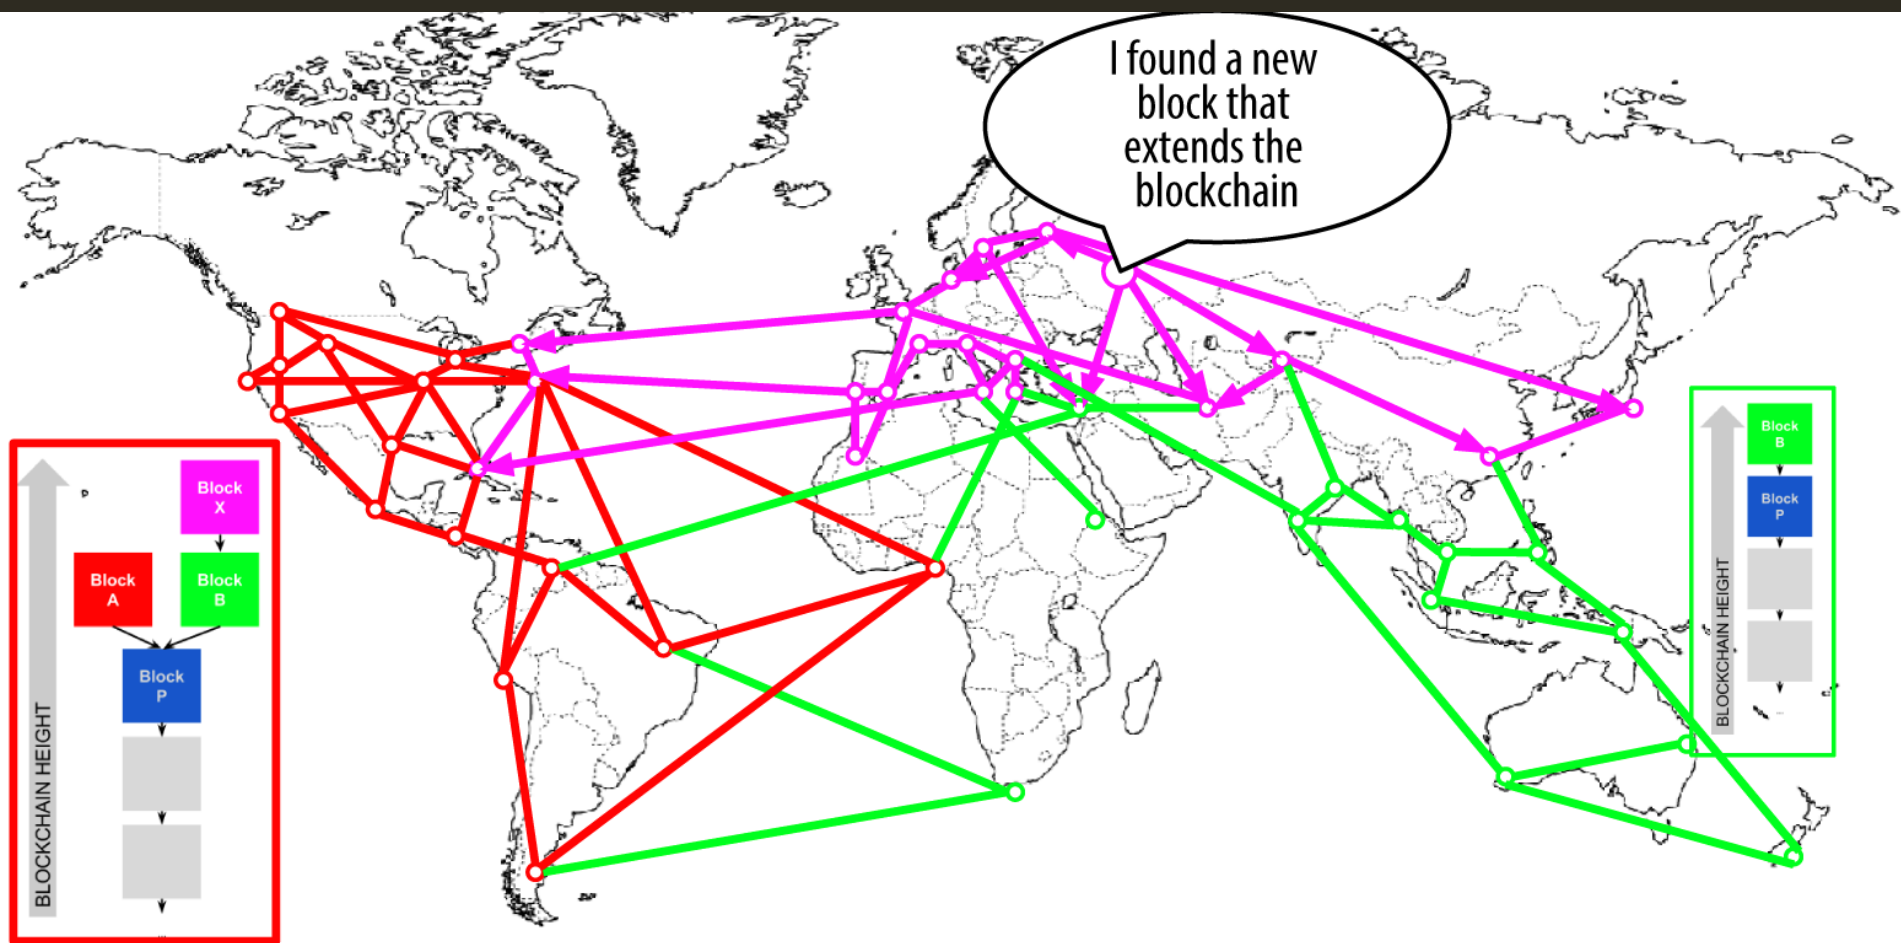 I found a new
block that
extends the
blockchain
BLOCKCHAIN HEIGHT
Block
X
Block
A
Block
B
Block
P
...
BLOCKCHAIN HEIGHT
Block
B
Block
P
...